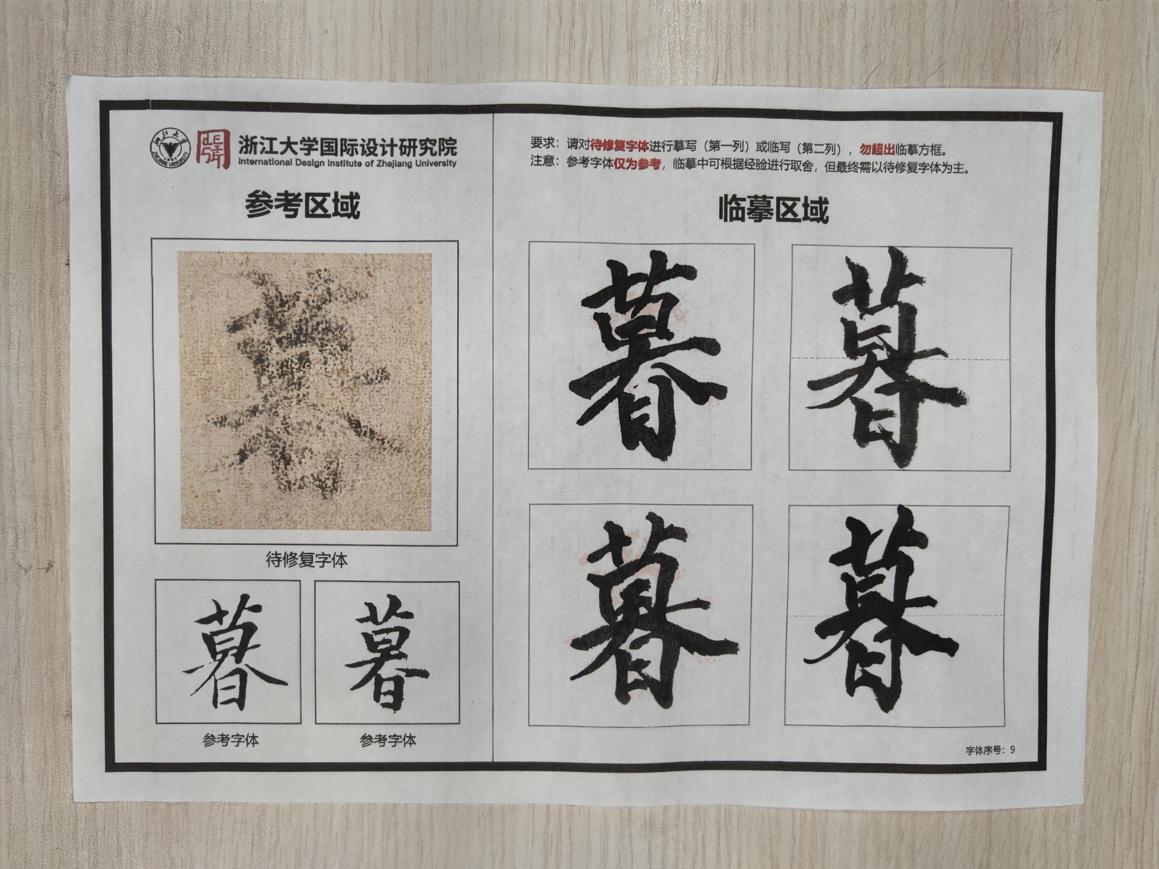 浙江大学国际设计研究院
International Design Institute of Zhejiang University
参考区域
暮
待修复字体
暮
暮
参考字体
参考字体
要求：请对待修复字体进行摹写（第一列）或临写（第二列），勿超出临摹方框。
注意：参考字体仅为参考，临摹中可根据经验进行取舍，但最终需以待修复字体为主。
临摹区域
暮
暮
暮
暮
字体序号：9